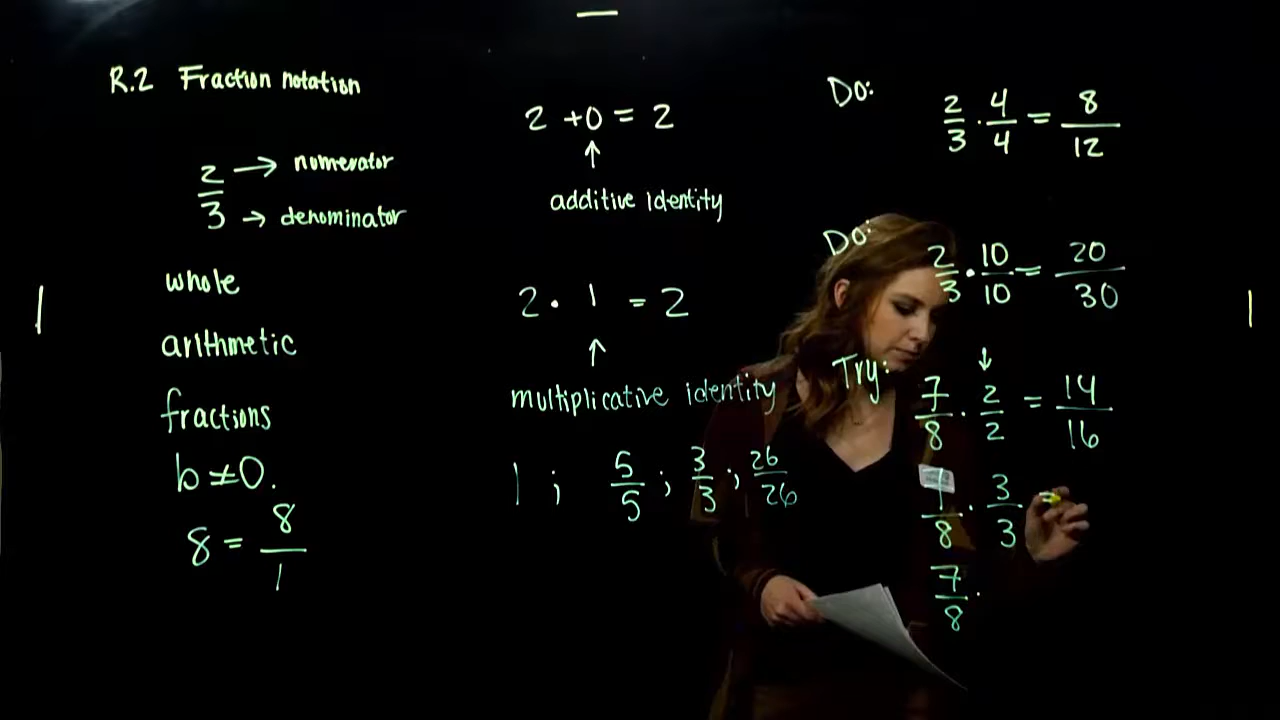 R.2 Fraction notation
2/3 → nomerator
→ denominator
whole
arithmetic
fractions
b ≠ 0.
8 = 8/1
2 + 0 = 2
↑
additive identity
2 · 1 = 2
↑
multiplicative identity
1 ; 5/5 ; 3/3 ; 26/26
Do: 2/3 · 4/4 = 8/12
Do: 2/3 · 10/10 = 20/30
↓
Try: 7/8 · 2/2 = 14/16
7/8 · 3/3 =
7/8 ·